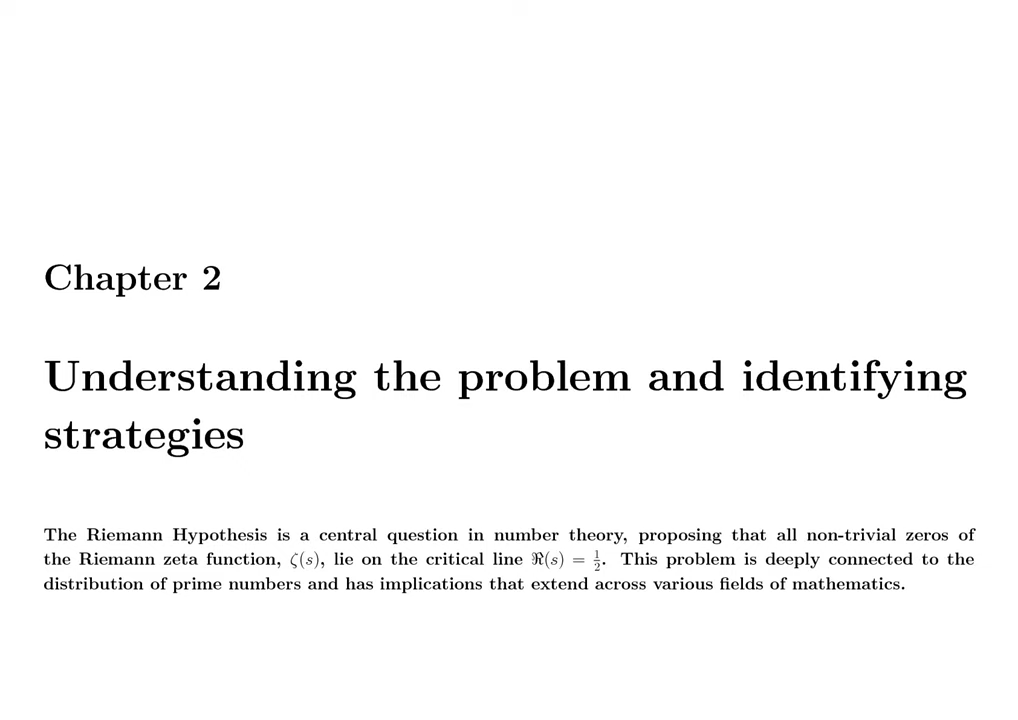 Chapter 2
Understanding the problem and identifying
strategies
The Riemann Hypothesis is a central question in number theory, proposing that all non-trivial zeros of
the Riemann zeta function, ζ(s), lie on the critical line ℜ(s) = 1/2. This problem is deeply connected to the
distribution of prime numbers and has implications that extend across various fields of mathematics.